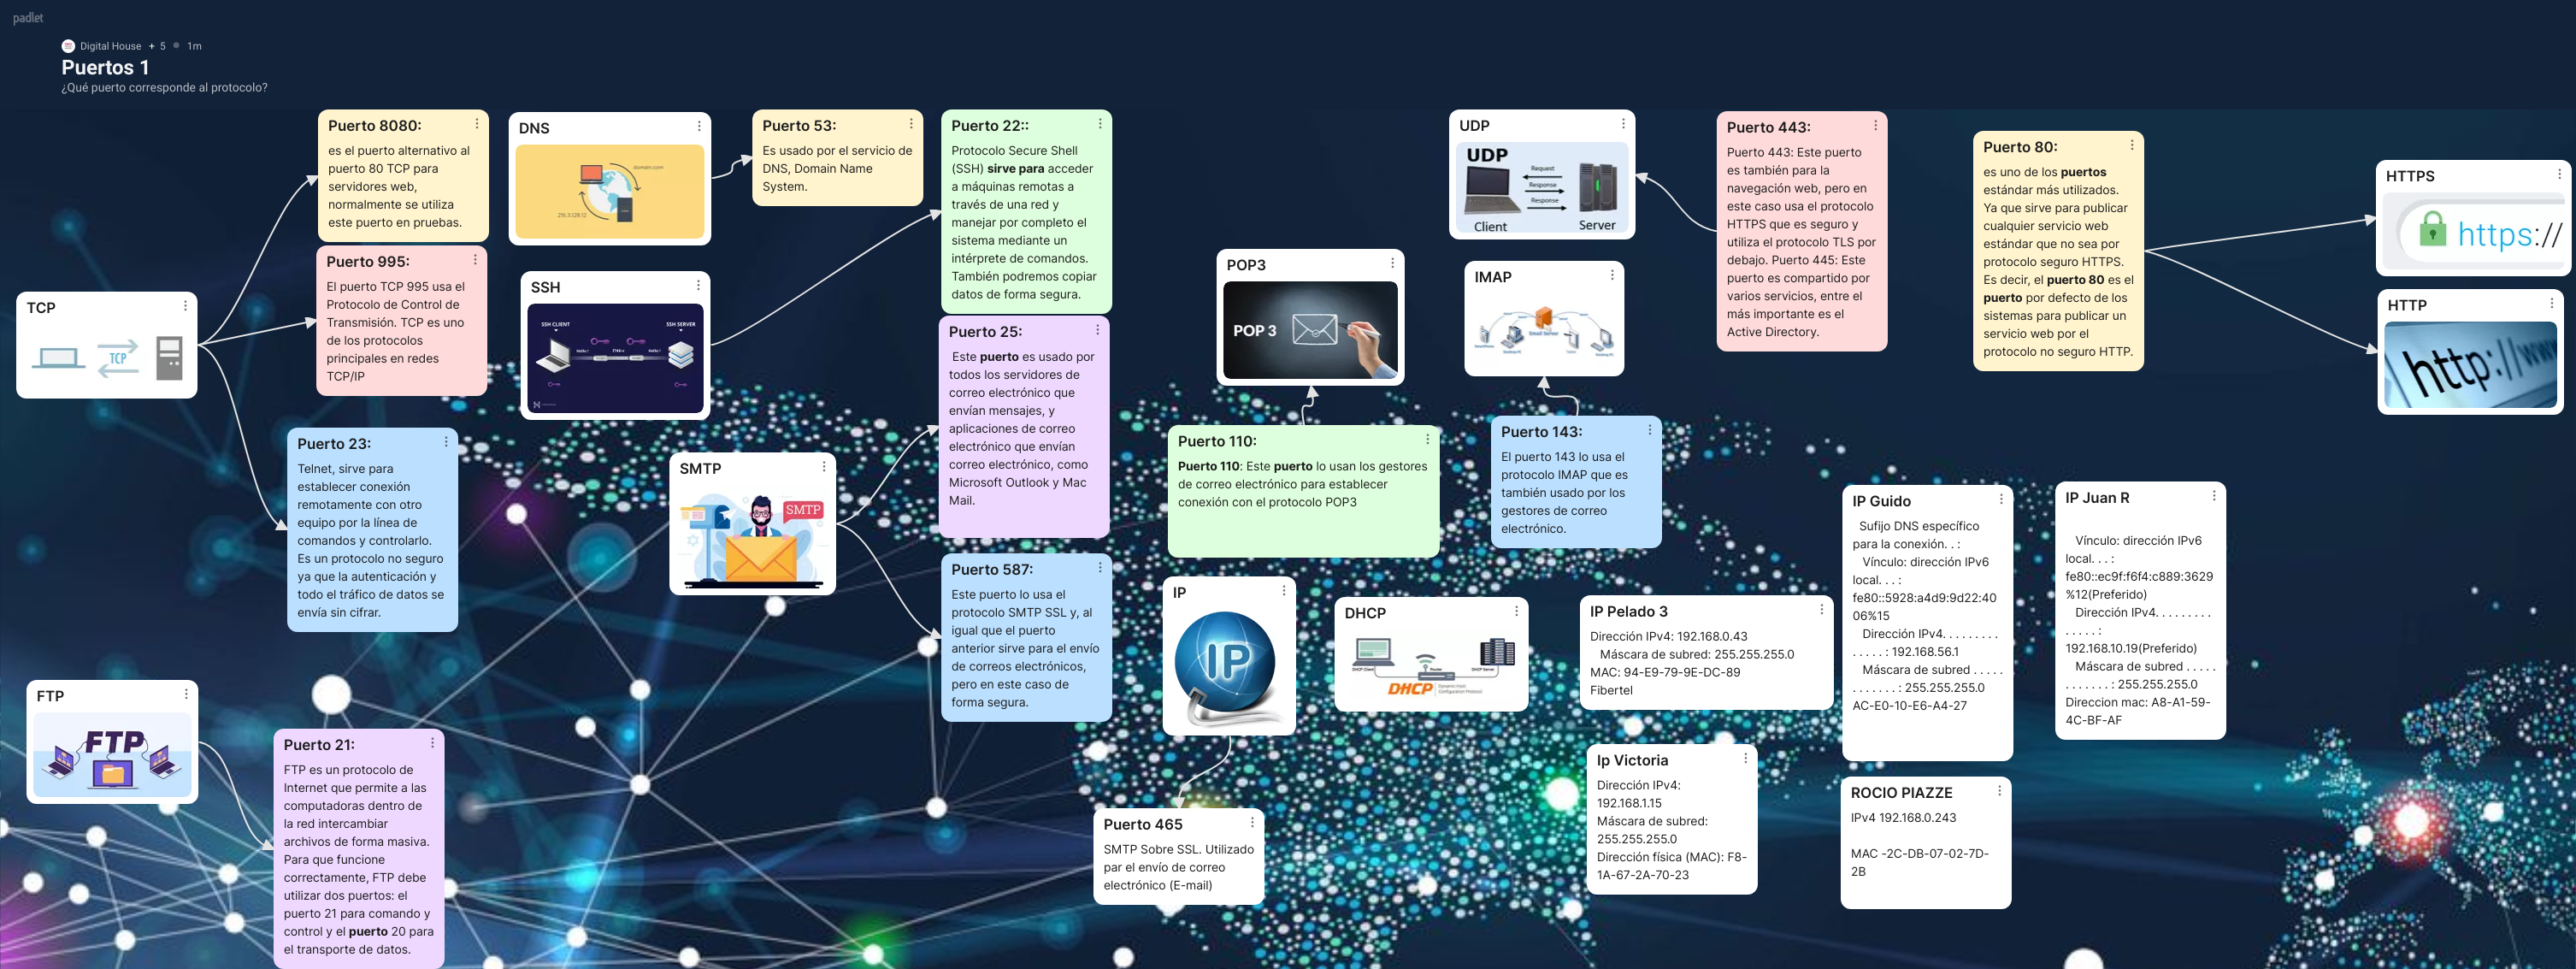 padlet
Digital House + 5 1m
Puertos 1
¿Qué puerto corresponde al protocolo?
TCP
TCP
Puerto 8080:
es el puerto alternativo al
puerto 80 TCP para
servidores web,
normalmente se utiliza
este puerto en pruebas.
Puerto 995:
El puerto TCP 995 usa el
Protocolo de Control de
Transmisión. TCP es uno
de los protocolos
principales en redes
TCP/IP
Puerto 23:
Telnet, sirve para
establecer conexión
remotamente con otro
equipo por la línea de
comandos y controlarlo.
Es un protocolo no seguro
ya que la autenticación y
todo el tráfico de datos se
envía sin cifrar.
FTP
FTP
Puerto 21:
FTP es un protocolo de
Internet que permite a las
computadoras dentro de
la red intercambiar
archivos de forma masiva.
Para que funcione
correctamente, FTP debe
utilizar dos puertos: el
puerto 21 para comando y
control y el puerto 20 para
el transporte de datos.
DNS
domain.com
Puerto 53:
Es usado por el servicio de
DNS, Domain Name
System.
SSH
SSH CLIENT
SSH SERVER
Puerto 22::
Protocolo Secure Shell
(SSH) sirve para acceder
a máquinas remotas a
través de una red y
manejar por completo el
sistema mediante un
intérprete de comandos.
También podremos copiar
datos de forma segura.
SMTP
SMTP
Puerto 25:
Este puerto es usado por
todos los servidores de
correo electrónico que
envían mensajes, y
aplicaciones de correo
electrónico que envían
correo electrónico, como
Microsoft Outlook y Mac
Mail.
Puerto 587:
Este puerto lo usa el
protocolo SMTP SSL y, al
igual que el puerto
anterior sirve para el envío
de correos electrónicos,
pero en este caso de
forma segura.
POP3
POP 3
Puerto 110:
Puerto 110: Este puerto lo usan los gestores
de correo electrónico para establecer
conexión con el protocolo POP3
IP
IP
Puerto 465
SMTP Sobre SSL. Utilizado
par el envío de correo
electrónico (E-mail)
DHCP
DHCP Client
Router
DHCP Server
DHCP
Dynamic Host
Configuration Protocol
UDP
UDP
Request
Response
Response
Client
Server
IMAP
Email Server
Puerto 143:
El puerto 143 lo usa el
protocolo IMAP que es
también usado por los
gestores de correo
electrónico.
Puerto 443:
Puerto 443: Este puerto
es también para la
navegación web, pero en
este caso usa el protocolo
HTTPS que es seguro y
utiliza el protocolo TLS por
debajo. Puerto 445: Este
puerto es compartido por
varios servicios, entre el
más importante es el
Active Directory.
Puerto 80:
es uno de los puertos
estándar más utilizados.
Ya que sirve para publicar
cualquier servicio web
estándar que no sea por
protocolo seguro HTTPS.
Es decir, el puerto 80 es el
puerto por defecto de los
sistemas para publicar un
servicio web por el
protocolo no seguro HTTP.
HTTPS
https://
HTTP
http://www
IP Pelado 3
Dirección IPv4: 192.168.0.43
Máscara de subred: 255.255.255.0
MAC: 94-E9-79-9E-DC-89
Fibertel
Ip Victoria
Dirección IPv4:
192.168.1.15
Máscara de subred:
255.255.255.0
Dirección física (MAC): F8-
1A-67-2A-70-23
IP Guido
Sufijo DNS específico
para la conexión. . :
Vínculo: dirección IPv6
local. . . :
fe80::5928:a4d9:9d22:40
06%15
Dirección IPv4. . . . . . . . .
. . . . . : 192.168.56.1
Máscara de subred . . . . .
. . . . . . . : 255.255.255.0
AC-E0-10-E6-A4-27
IP Juan R
Vínculo: dirección IPv6
local. . . :
fe80::ec9f:f6f4:c889:3629
%12(Preferido)
Dirección IPv4. . . . . . . . .
. . . . . :
192.168.10.19(Preferido)
Máscara de subred . . . . .
. . . . . . . : 255.255.255.0
Direccion mac: A8-A1-59-
4C-BF-AF
ROCIO PIAZZE
IPv4 192.168.0.243
MAC -2C-DB-07-02-7D-
2B